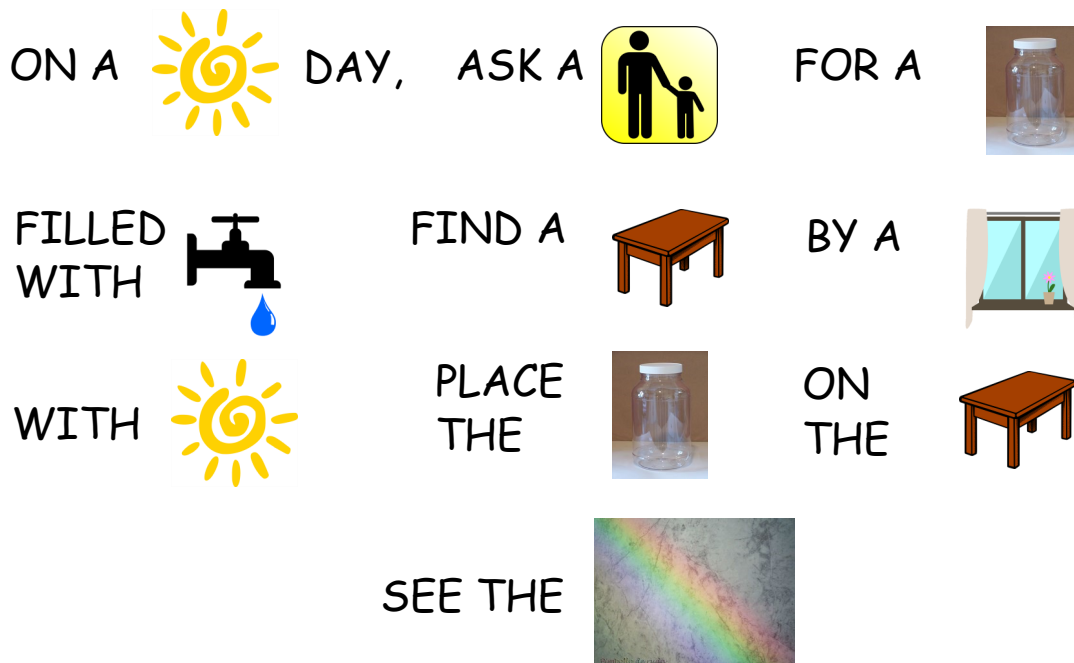 ON A DAY, ASK A FOR A
FILLED WITH FIND A BY A
WITH PLACE THE ON THE
SEE THE